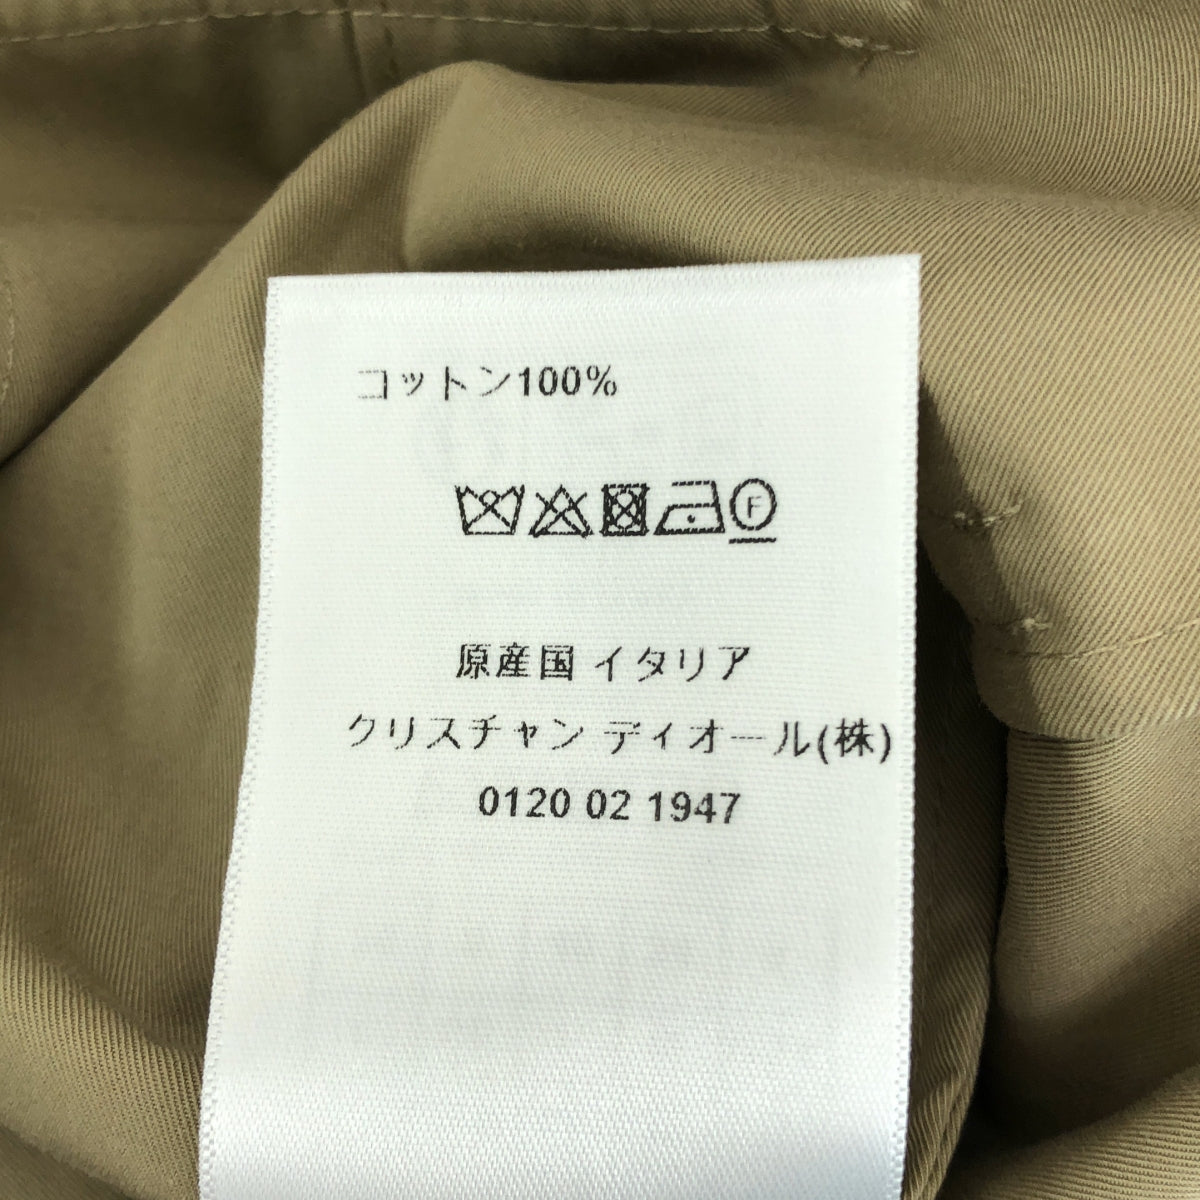 コットン100%
F
原産国 イタリア
クリスチャン ディオール(株)
0120 02 1947